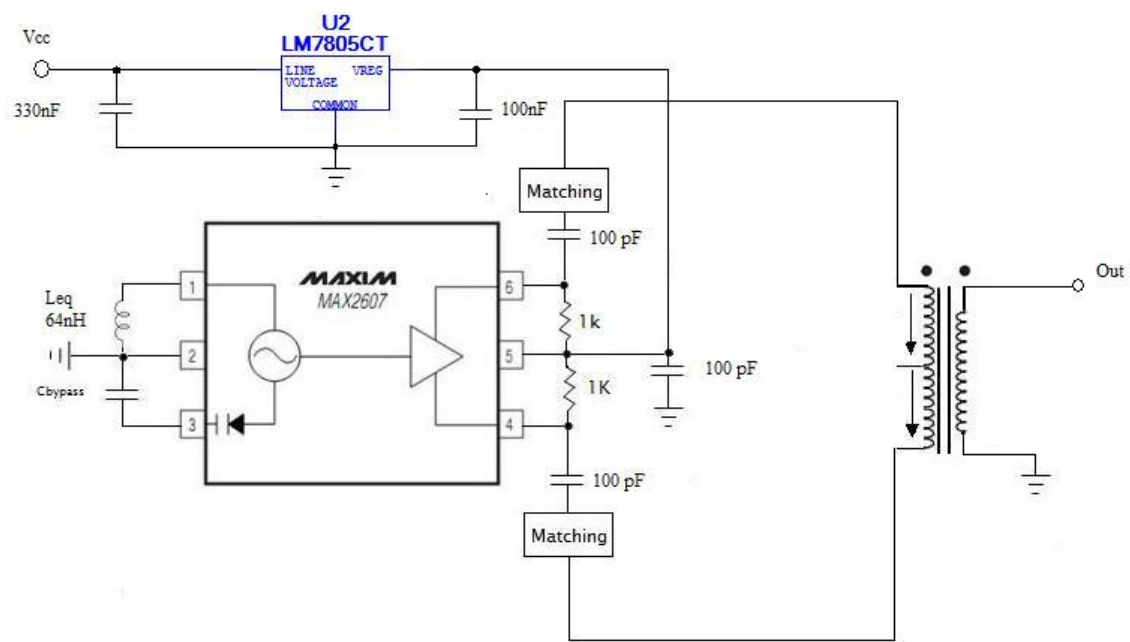 U2
LM7805CT
Vcc
LINE VREG
VOLTAGE
COMMON
330nF
100nF
Matching
100 pF
MAXIM
MAX2607
1
2
3
6
5
4
Leq
64nH
Cbypass
1k
1K
100 pF
100 pF
Matching
Out